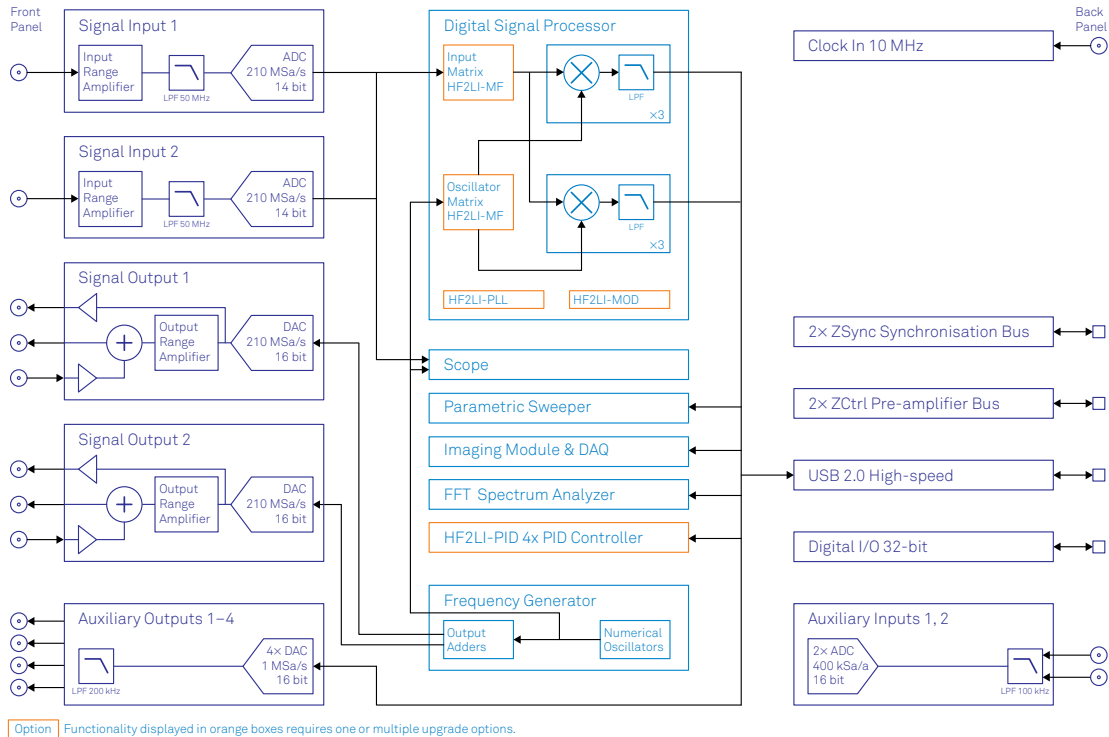 Front
Panel
Signal Input 1
Input
Range
Amplifier
LPF 50 MHz
ADC
210 MSa/s
14 bit
Signal Input 2
Input
Range
Amplifier
LPF 50 MHz
ADC
210 MSa/s
14 bit
Signal Output 1
Output
Range
Amplifier
DAC
210 MSa/s
16 bit
Signal Output 2
Output
Range
Amplifier
DAC
210 MSa/s
16 bit
Auxiliary Outputs 1–4
LPF 200 kHz
4× DAC
1 MSa/s
16 bit
Digital Signal Processor
Input
Matrix
HF2LI-MF
LPF
×3
Oscillator
Matrix
HF2LI-MF
LPF
×3
HF2LI-PLL
HF2LI-MOD
Scope
Parametric Sweeper
Imaging Module & DAQ
FFT Spectrum Analyzer
HF2LI-PID 4x PID Controller
Frequency Generator
Output
Adders
Numerical
Oscillators
Back
Panel
Clock In 10 MHz
2× ZSync Synchronisation Bus
2× ZCtrl Pre-amplifier Bus
USB 2.0 High-speed
Digital I/O 32-bit
Auxiliary Inputs 1, 2
2× ADC
400 kSa/a
16 bit
LPF 100 kHz
Option Functionality displayed in orange boxes requires one or multiple upgrade options.